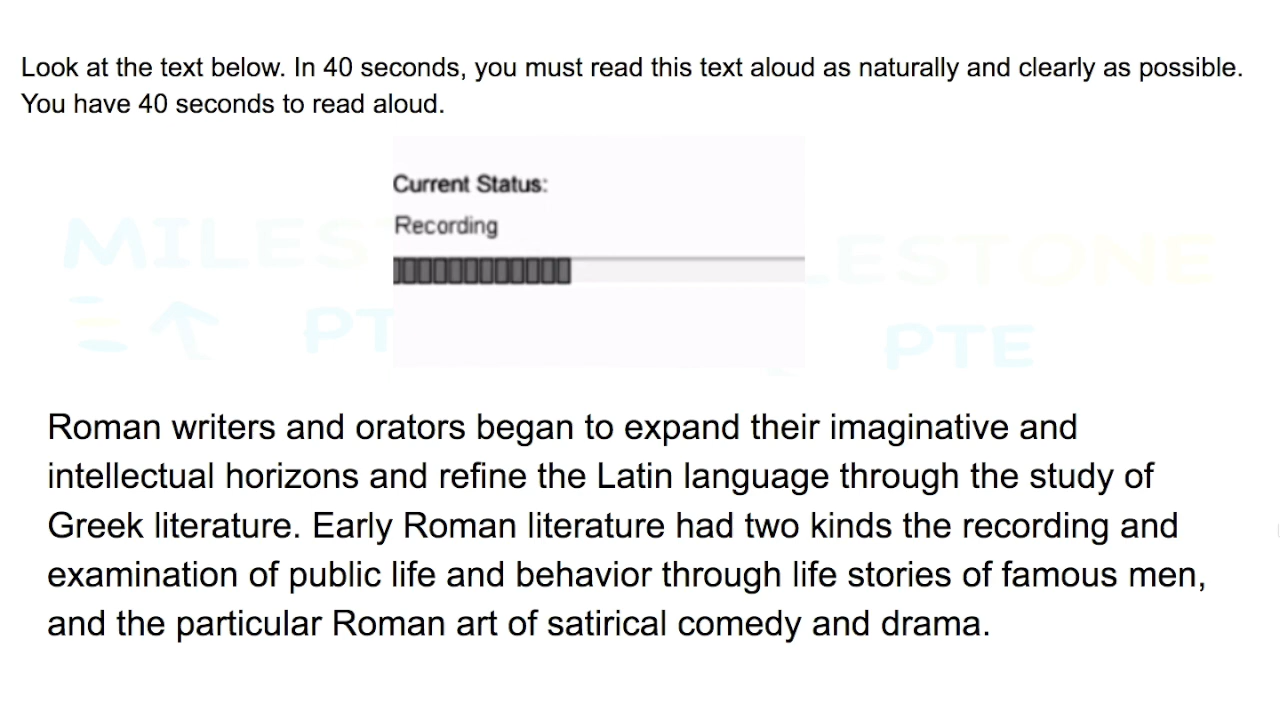 Look at the text below. In 40 seconds, you must read this text aloud as naturally and clearly as possible.
You have 40 seconds to read aloud.
Current Status:
Recording
MILES
LESTONE
PT
PTE
Roman writers and orators began to expand their imaginative and
intellectual horizons and refine the Latin language through the study of
Greek literature. Early Roman literature had two kinds the recording and
examination of public life and behavior through life stories of famous men,
and the particular Roman art of satirical comedy and drama.